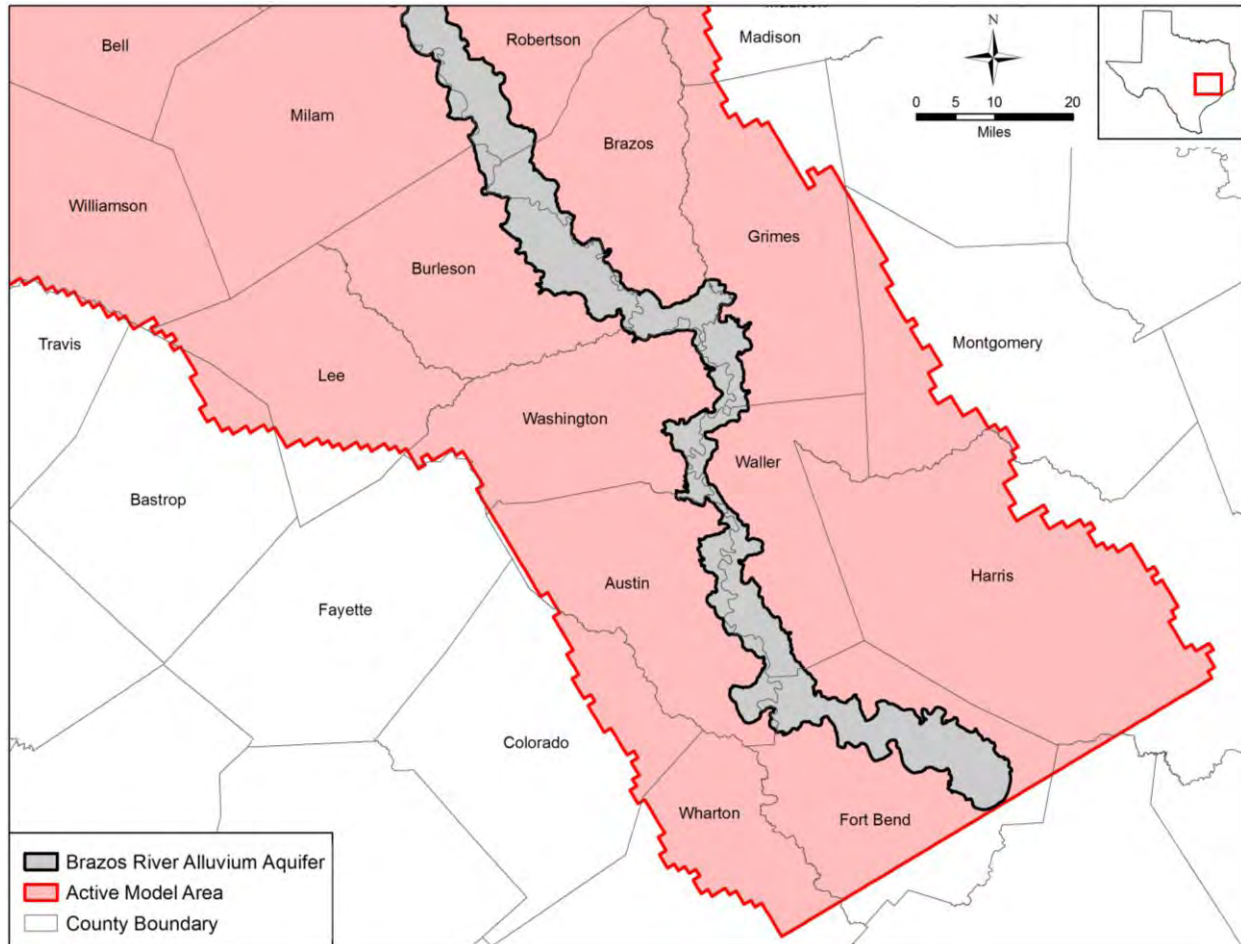 Madison
Bell
Robertson
Madison
N
Milam
Brazos
0 5 10 20
Miles
Williamson
Grimes
Burleson
Travis
Montgomery
Lee
Washington
Waller
Bastrop
Harris
Austin
Fayette
Colorado
Wharton
Fort Bend
Brazos River Alluvium Aquifer
Active Model Area
County Boundary